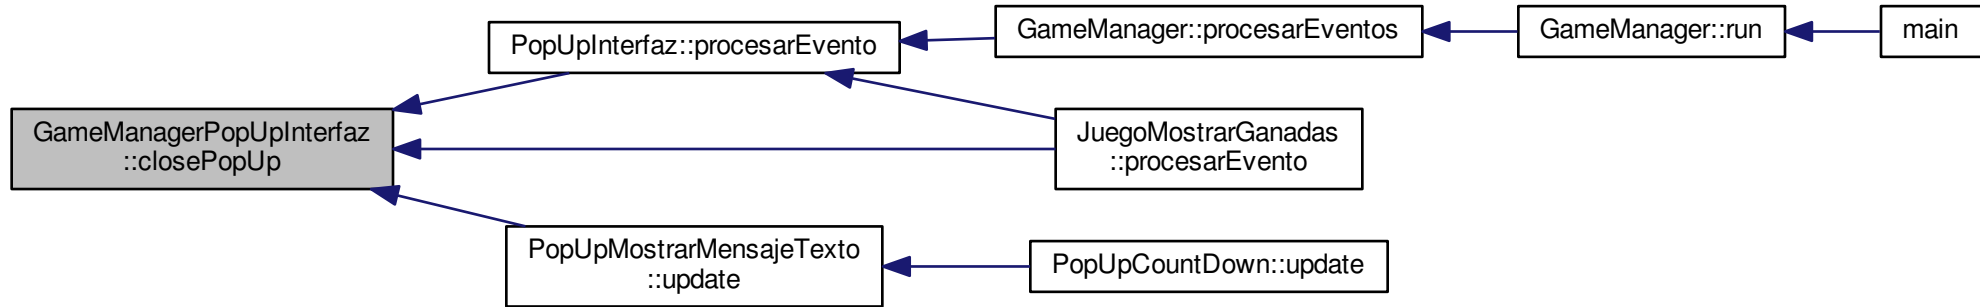 GameManagerPopUpInterfaz
::closePopUp
PopUpInterfaz::procesarEvento
GameManager::procesarEventos
GameManager::run
main
JuegoMostrarGanadas
::procesarEvento
PopUpMostrarMensajeTexto
::update
PopUpCountDown::update